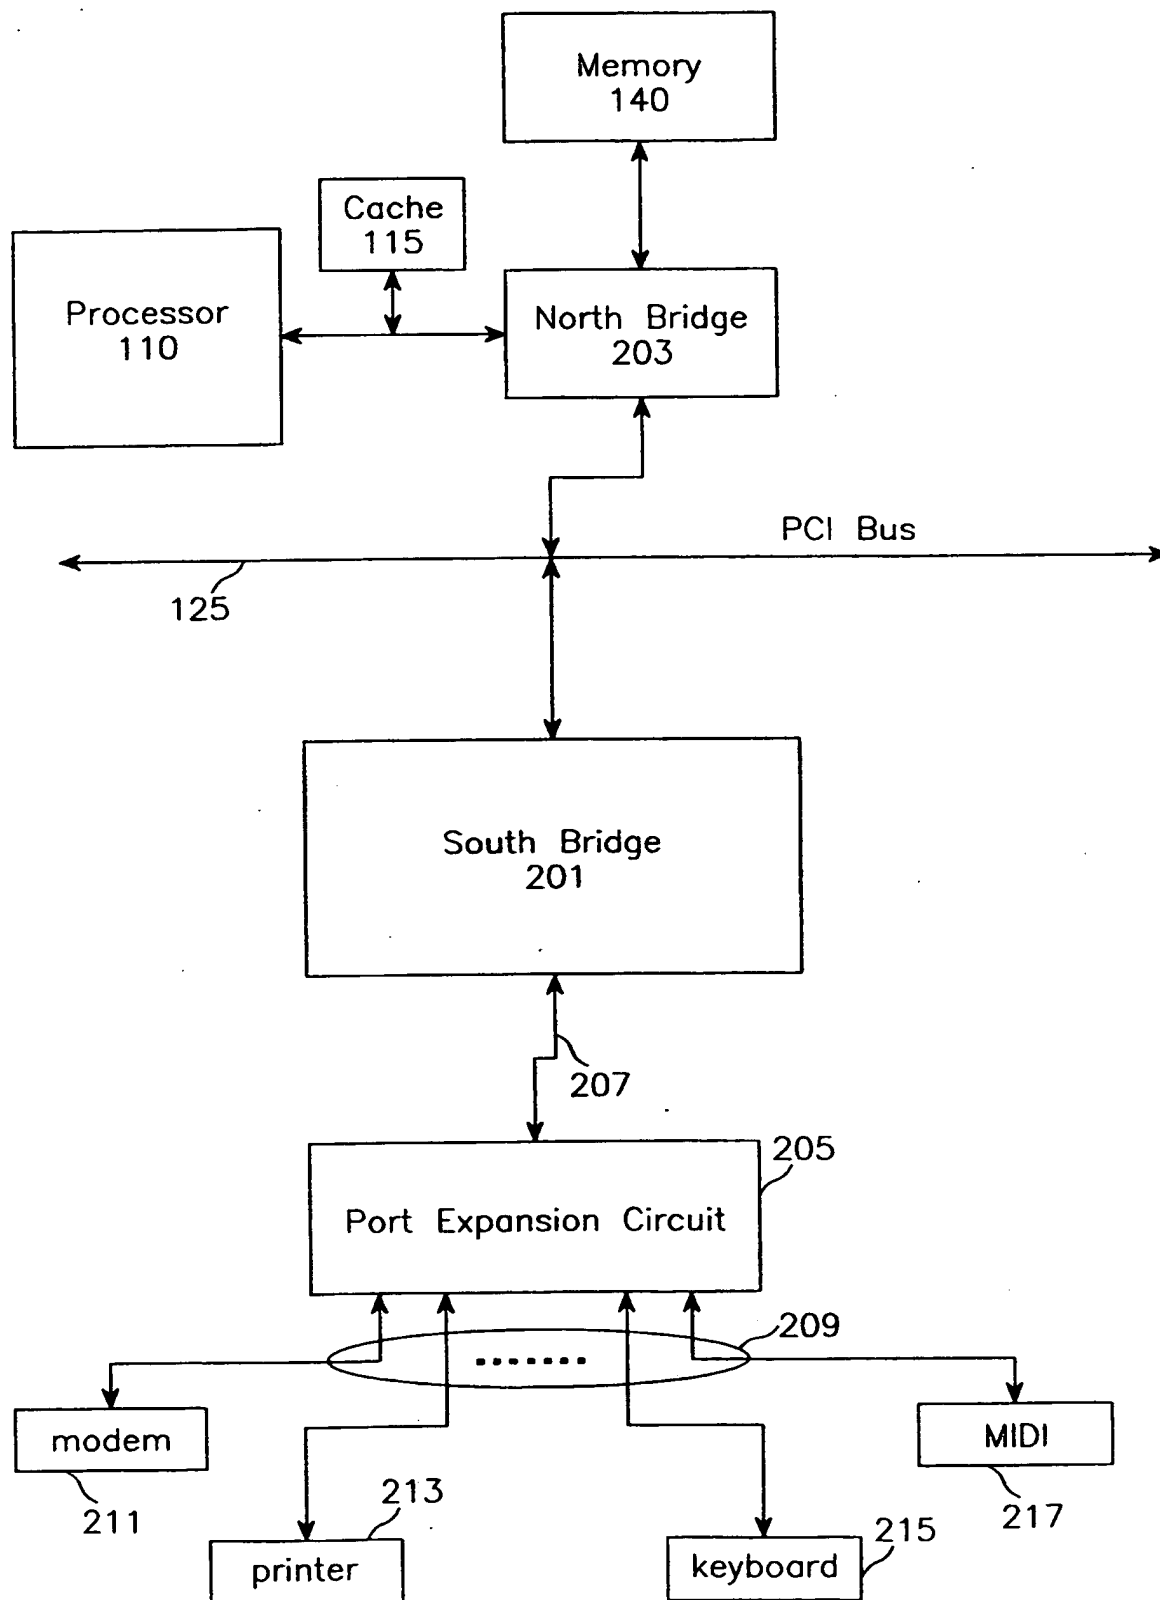 Memory
140
Cache
115
Processor
110
North Bridge
203
PCI Bus
125
South Bridge
201
207
205
Port Expansion Circuit
209
modem
MIDI
211
213
217
printer
keyboard
215